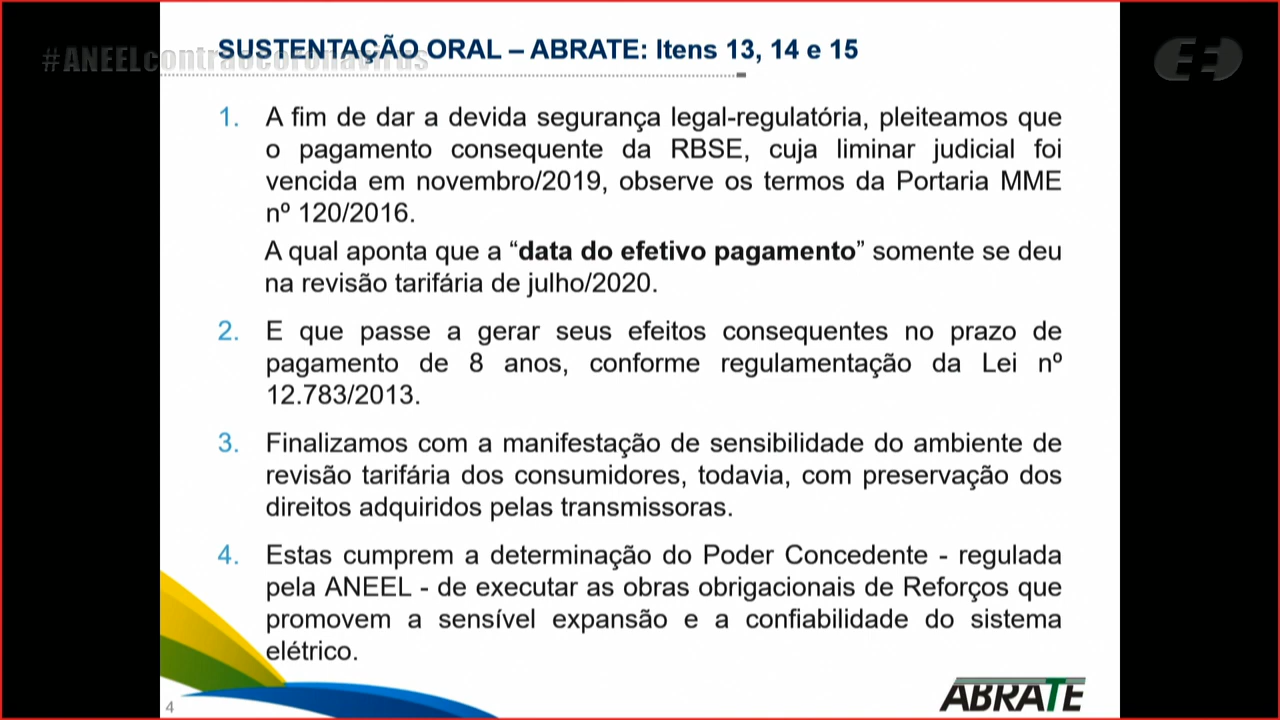 #ANEELcontraocoronavírus
SUSTENTAÇÃO ORAL – ABRATE: Itens 13, 14 e 15
1. A fim de dar a devida segurança legal-regulatória, pleiteamos que
o pagamento consequente da RBSE, cuja liminar judicial foi
vencida em novembro/2019, observe os termos da Portaria MME
nº 120/2016.
A qual aponta que a “data do efetivo pagamento” somente se deu
na revisão tarifária de julho/2020.
2. E que passe a gerar seus efeitos consequentes no prazo de
pagamento de 8 anos, conforme regulamentação da Lei nº
12.783/2013.
3. Finalizamos com a manifestação de sensibilidade do ambiente de
revisão tarifária dos consumidores, todavia, com preservação dos
direitos adquiridos pelas transmissoras.
4. Estas cumprem a determinação do Poder Concedente - regulada
pela ANEEL - de executar as obras obrigacionais de Reforços que
promovem a sensível expansão e a confiabilidade do sistema
elétrico.
4
ABRATE